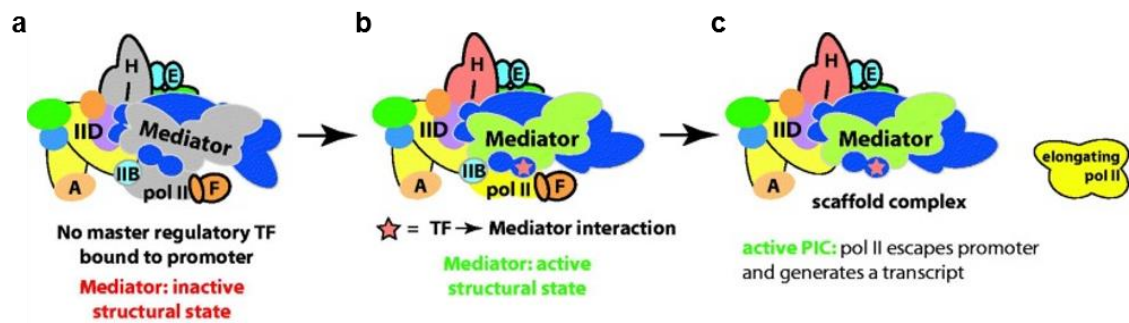 a
H
E
IID
Mediator
IIB
A
pol II
F
No master regulatory TF
bound to promoter
Mediator: inactive
structural state
b
H
E
IID
Mediator
IIB
A
pol II
F
= TF → Mediator interaction
Mediator: active
structural state
c
H
E
IID
Mediator
A
scaffold complex
active PIC: pol II escapes promoter
and generates a transcript
elongating
pol II